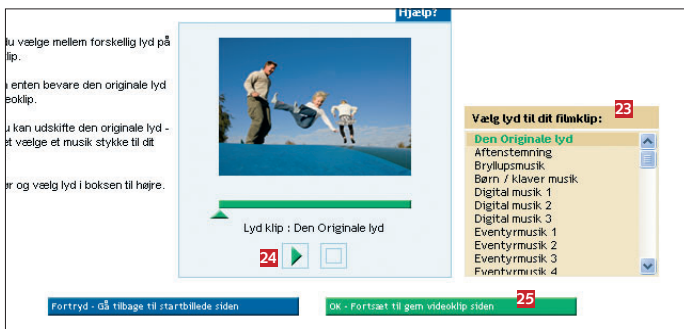 Hjælp?
du vælge mellem forskellig lyd på
lip.
enten bevare den originale lyd
deoklip.
u kan udskifte den originale lyd -
et vælge et musik stykke til dit
ør og vælg lyd i boksen til højre.
Lyd klip : Den Originale lyd
24
Vælg lyd til dit filmklip:
23
Den Originale lyd
Aftenstemning
Bryllupsmusik
Børn / klaver musik
Digital musik 1
Digital musik 2
Digital musik 3
Eventyrmusik 1
Eventyrmusik 2
Eventyrmusik 3
Eventyrmusik 4
Fortryd - Gå tilbage til startbillede siden
OK - Fortsæt til gem videoklip siden
25